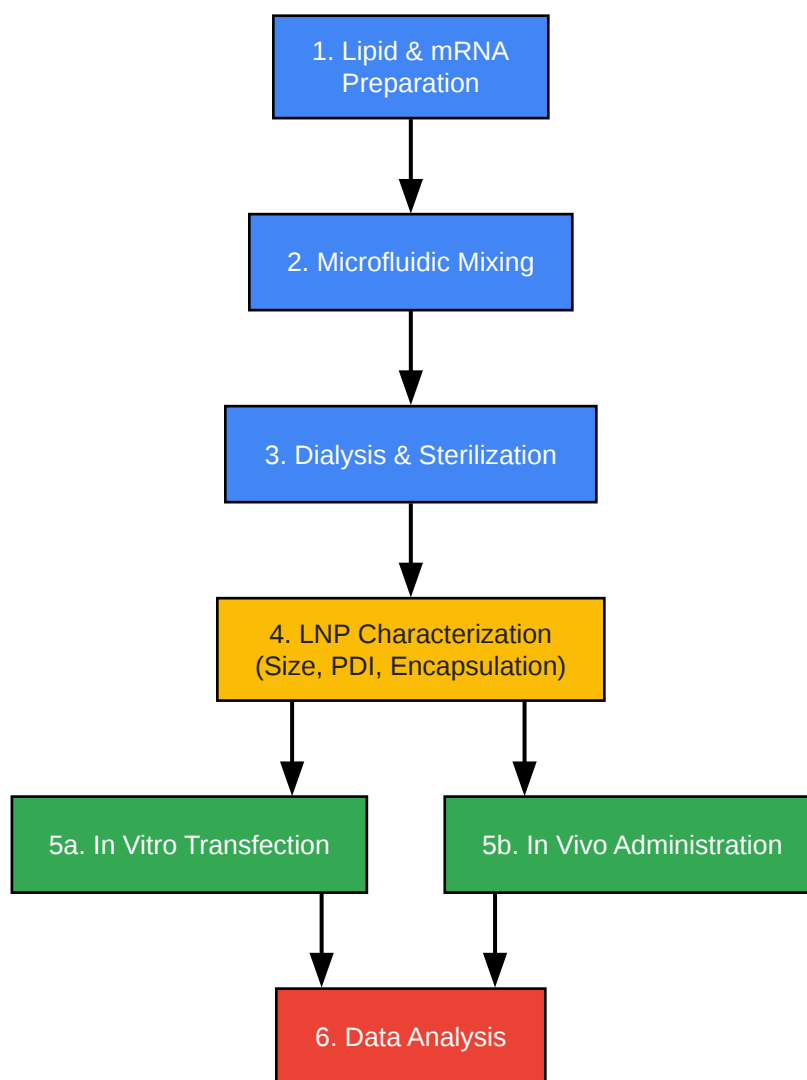 1. Lipid & mRNA
Preparation
2. Microfluidic Mixing
3. Dialysis & Sterilization
4. LNP Characterization
(Size, PDI, Encapsulation)
5a. In Vitro Transfection
5b. In Vivo Administration
6. Data Analysis